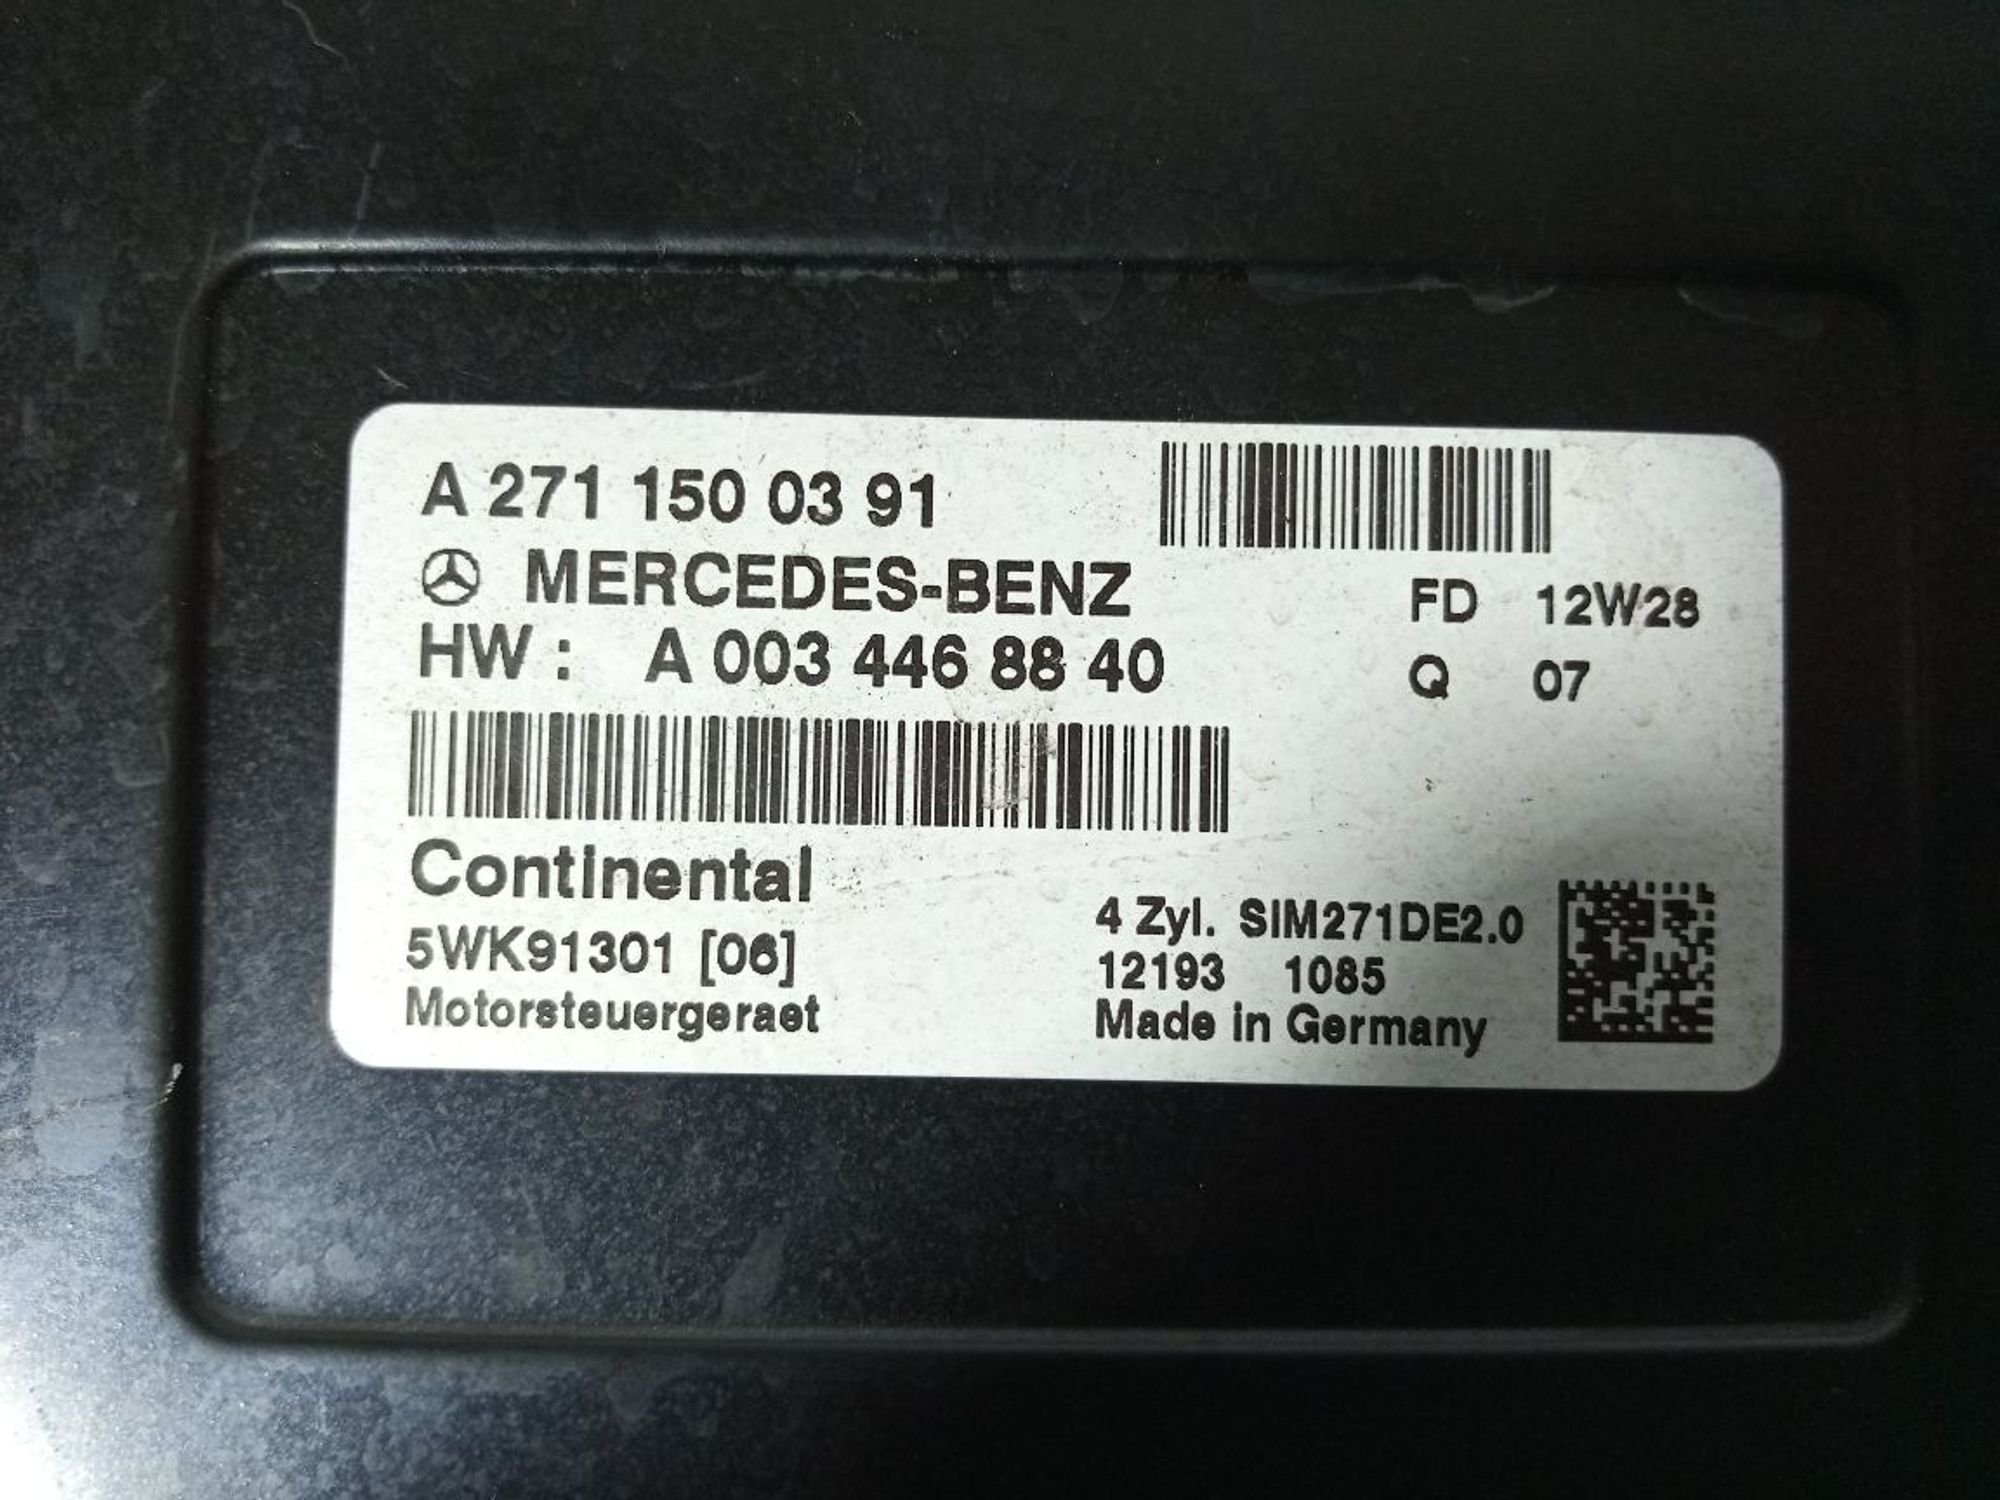 A 271 150 03 91
MERCEDES-BENZ
FD 12W28
HW : A 003 446 88 40
Q 07
Continental
5WK91301 [06]
Motorsteuergeraet
4 Zyl. SIM271DE2.0
12193 1085
Made in Germany